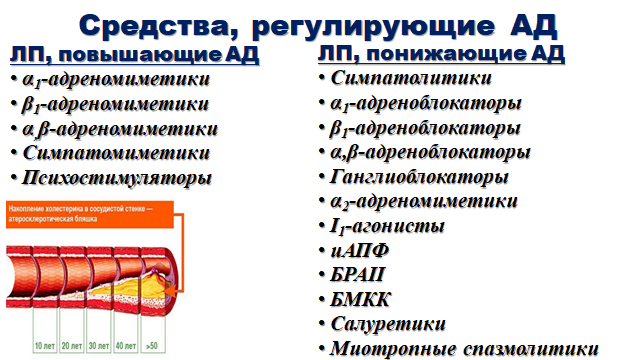 Средства, регулирующие АД
ЛП, повышающие АД
• α1-адреномиметики
• β1-адреномиметики
• α,β-адреномиметики
• Симпатомиметики
• Психостимуляторы
Накопление холестерина в сосудистой стенке —
атеросклеротическая бляшка
10 лет
20 лет
30 лет
40 лет
>50
ЛП, понижающие АД
• Симпатолитики
• α1-адреноблокаторы
• β1-адреноблокаторы
• α,β-адреноблокаторы
• Ганглиоблокаторы
• α2-адреномиметики
• I1-агонисты
• иАПФ
• БРАП
• БМКК
• Салуретики
• Миотропные спазмолитики